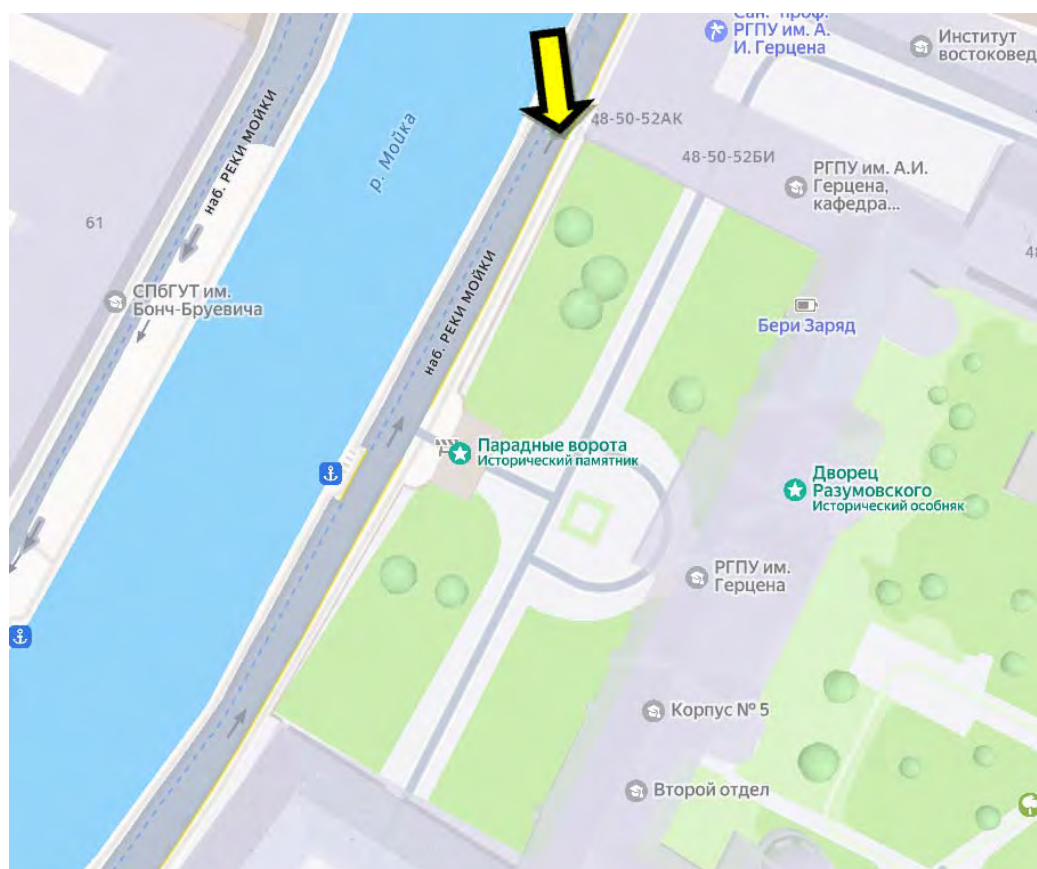 Сан.- проф.
РГПУ им. А.
И. Герцена
Институт
востоковед
наб. РЕКИ МОЙКИ
р. Мойка
48-50-52АК
48-50-52БИ
РГПУ им. А.И.
Герцена,
кафедра...
61
48
СПбГУТ им.
Бонч-Бруевича
наб. РЕКИ МОЙКИ
Бери Заряд
Парадные ворота
Исторический памятник
Дворец
Разумовского
Исторический особняк
РГПУ им.
Герцена
Корпус № 5
Второй отдел